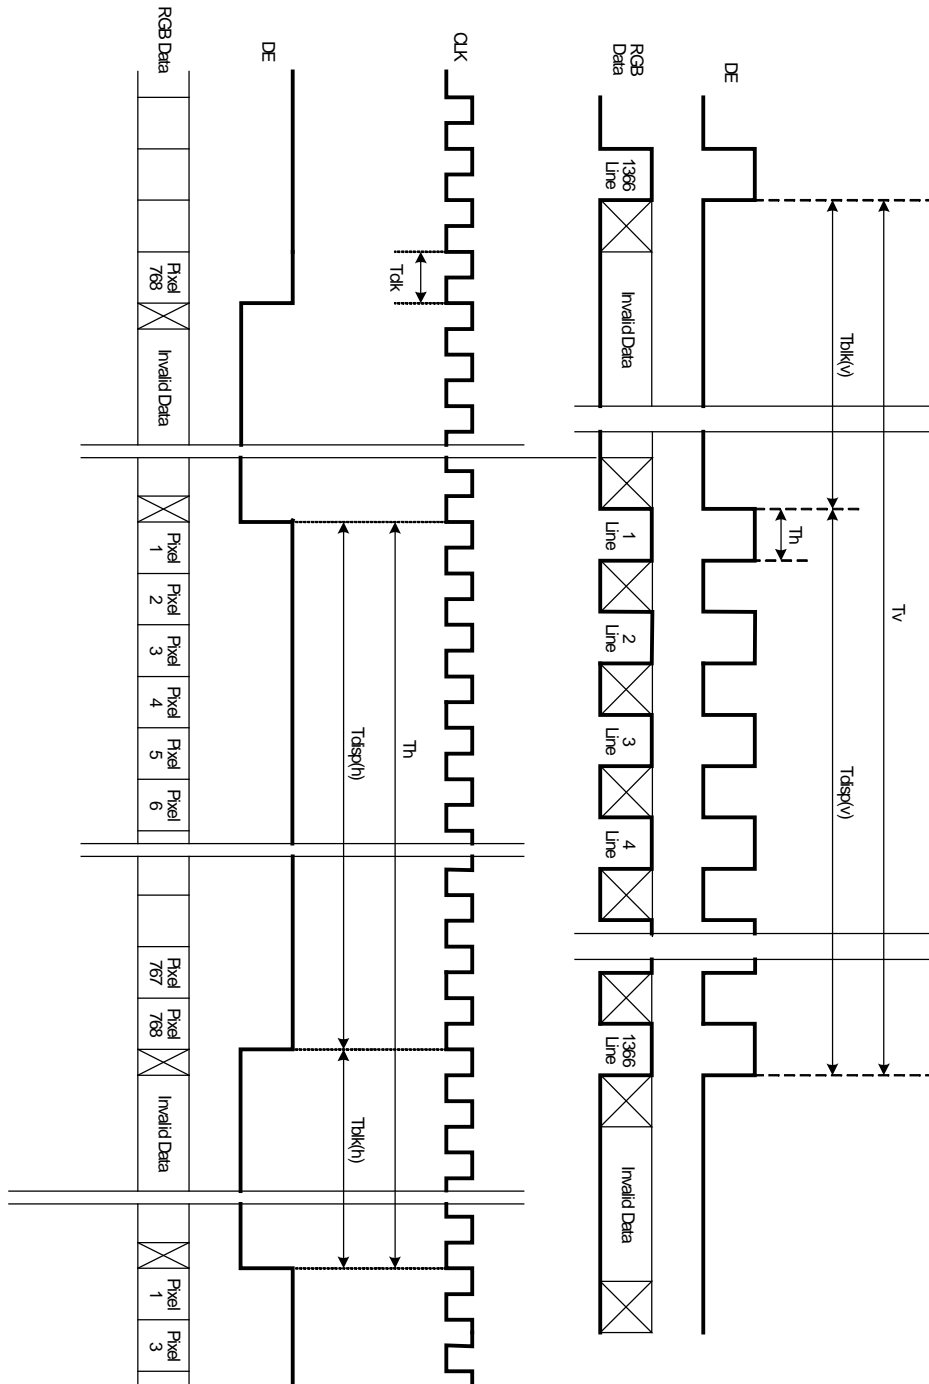 Tv
Tblk(v)
Tdisp(v)
Th
DE
RGB
Data
1366
Line
Invalid Data
1
Line
2
Line
3
Line
4
Line
1366
Line
Invalid Data
CLK
Tclk
Th
Tdisp(h)
Tblk(h)
DE
RGB Data
Pixel
768
Invalid Data
Pixel
1
Pixel
2
Pixel
3
Pixel
4
Pixel
5
Pixel
6
Pixel
767
Pixel
768
Invalid Data
Pixel
1
Pixel
3